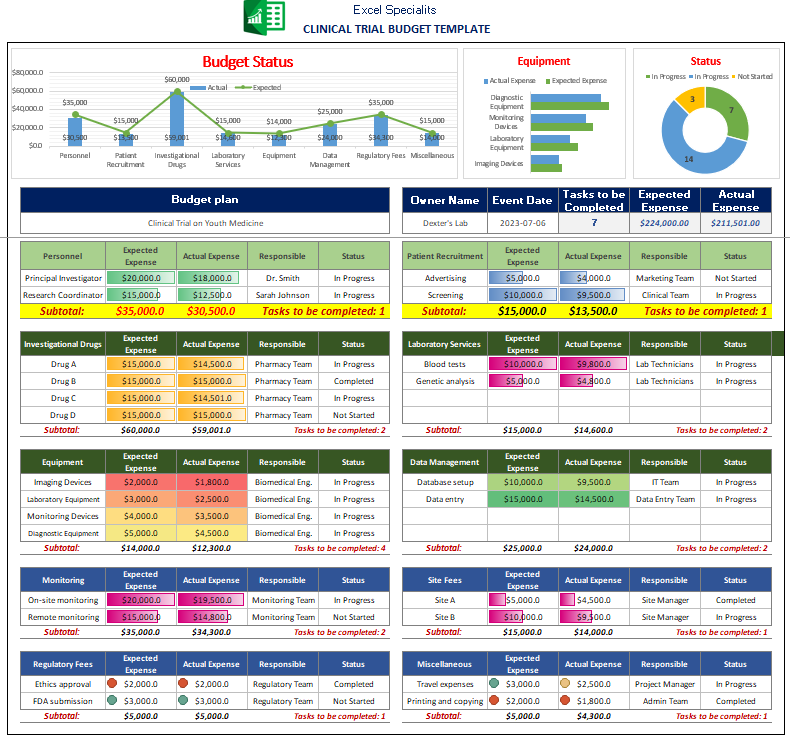 Excel Specialits
CLINICAL TRIAL BUDGET TEMPLATE
Budget Status
Actual Expected
$80,000.0
$60,000.0
$40,000.0
$20,000.0
$0.0
$35,000 $15,000 $60,000 $15,000 $14,000 $25,000 $35,000 $15,000
$30,500 $13,500 $59,001 $14,600 $12,300 $24,000 $34,300 $14,000
Personnel Patient Recruitment Investigational Drugs Laboratory Services Equipment Data Management Regulatory Fees Miscellaneous
Equipment
Actual Expense Expected Expense
Diagnostic Equipment
Monitoring Devices
Laboratory Equipment
Imaging Devices
Status
In Progress In Progress Not Started
3
7
14
Budget plan
Clinical Trial on Youth Medicine
Owner Name Event Date Tasks to be Completed Expected Expense Actual Expense
Dexter's Lab 2023-07-06 7 $224,000.00 $211,501.00
Personnel Expected Expense Actual Expense Responsible Status
Principal Investigator $20,000.0 $18,000.0 Dr. Smith In Progress
Research Coordinator $15,000.0 $12,500.0 Sarah Johnson In Progress
Subtotal: $35,000.0 $30,500.0 Tasks to be completed: 1
Patient Recruitment Expected Expense Actual Expense Responsible Status
Advertising $5,000.0 $4,000.0 Marketing Team Not Started
Screening $10,000.0 $9,500.0 Clinical Team In Progress
Subtotal: $15,000.0 $13,500.0 Tasks to be completed: 1
Investigational Drugs Expected Expense Actual Expense Responsible Status
Drug A $15,000.0 $14,500.0 Pharmacy Team In Progress
Drug B $15,000.0 $15,000.0 Pharmacy Team Completed
Drug C $15,000.0 $14,501.0 Pharmacy Team In Progress
Drug D $15,000.0 $15,000.0 Pharmacy Team Not Started
Subtotal: $60,000.0 $59,001.0 Tasks to be completed: 2
Laboratory Services Expected Expense Actual Expense Responsible Status
Blood tests $10,000.0 $9,800.0 Lab Technicians In Progress
Genetic analysis $5,000.0 $4,800.0 Lab Technicians In Progress
Subtotal: $15,000.0 $14,600.0 Tasks to be completed: 2
Equipment Expected Expense Actual Expense Responsible Status
Imaging Devices $2,000.0 $1,800.0 Biomedical Eng. In Progress
Laboratory Equipment $3,000.0 $2,500.0 Biomedical Eng. In Progress
Monitoring Devices $4,000.0 $3,500.0 Biomedical Eng. In Progress
Diagnostic Equipment $5,000.0 $4,500.0 Biomedical Eng. In Progress
Subtotal: $14,000.0 $12,300.0 Tasks to be completed: 4
Data Management Expected Expense Actual Expense Responsible Status
Database setup $10,000.0 $9,500.0 IT Team In Progress
Data entry $15,000.0 $14,500.0 Data Entry Team In Progress
Subtotal: $25,000.0 $24,000.0 Tasks to be completed: 2
Monitoring Expected Expense Actual Expense Responsible Status
On-site monitoring $20,000.0 $19,500.0 Monitoring Team In Progress
Remote monitoring $15,000.0 $14,800.0 Monitoring Team Not Started
Subtotal: $35,000.0 $34,300.0 Tasks to be completed: 2
Site Fees Expected Expense Actual Expense Responsible Status
Site A $5,000.0 $4,500.0 Site Manager Completed
Site B $10,000.0 $9,500.0 Site Manager In Progress
Subtotal: $15,000.0 $14,000.0 Tasks to be completed: 1
Regulatory Fees Expected Expense Actual Expense Responsible Status
Ethics approval $2,000.0 $2,000.0 Regulatory Team Completed
FDA submission $3,000.0 $3,000.0 Regulatory Team Not Started
Subtotal: $5,000.0 $5,000.0 Tasks to be completed: 1
Miscellaneous Expected Expense Actual Expense Responsible Status
Travel expenses $3,000.0 $2,500.0 Project Manager In Progress
Printing and copying $2,000.0 $1,800.0 Admin Team Completed
Subtotal: $5,000.0 $4,300.0 Tasks to be completed: 1